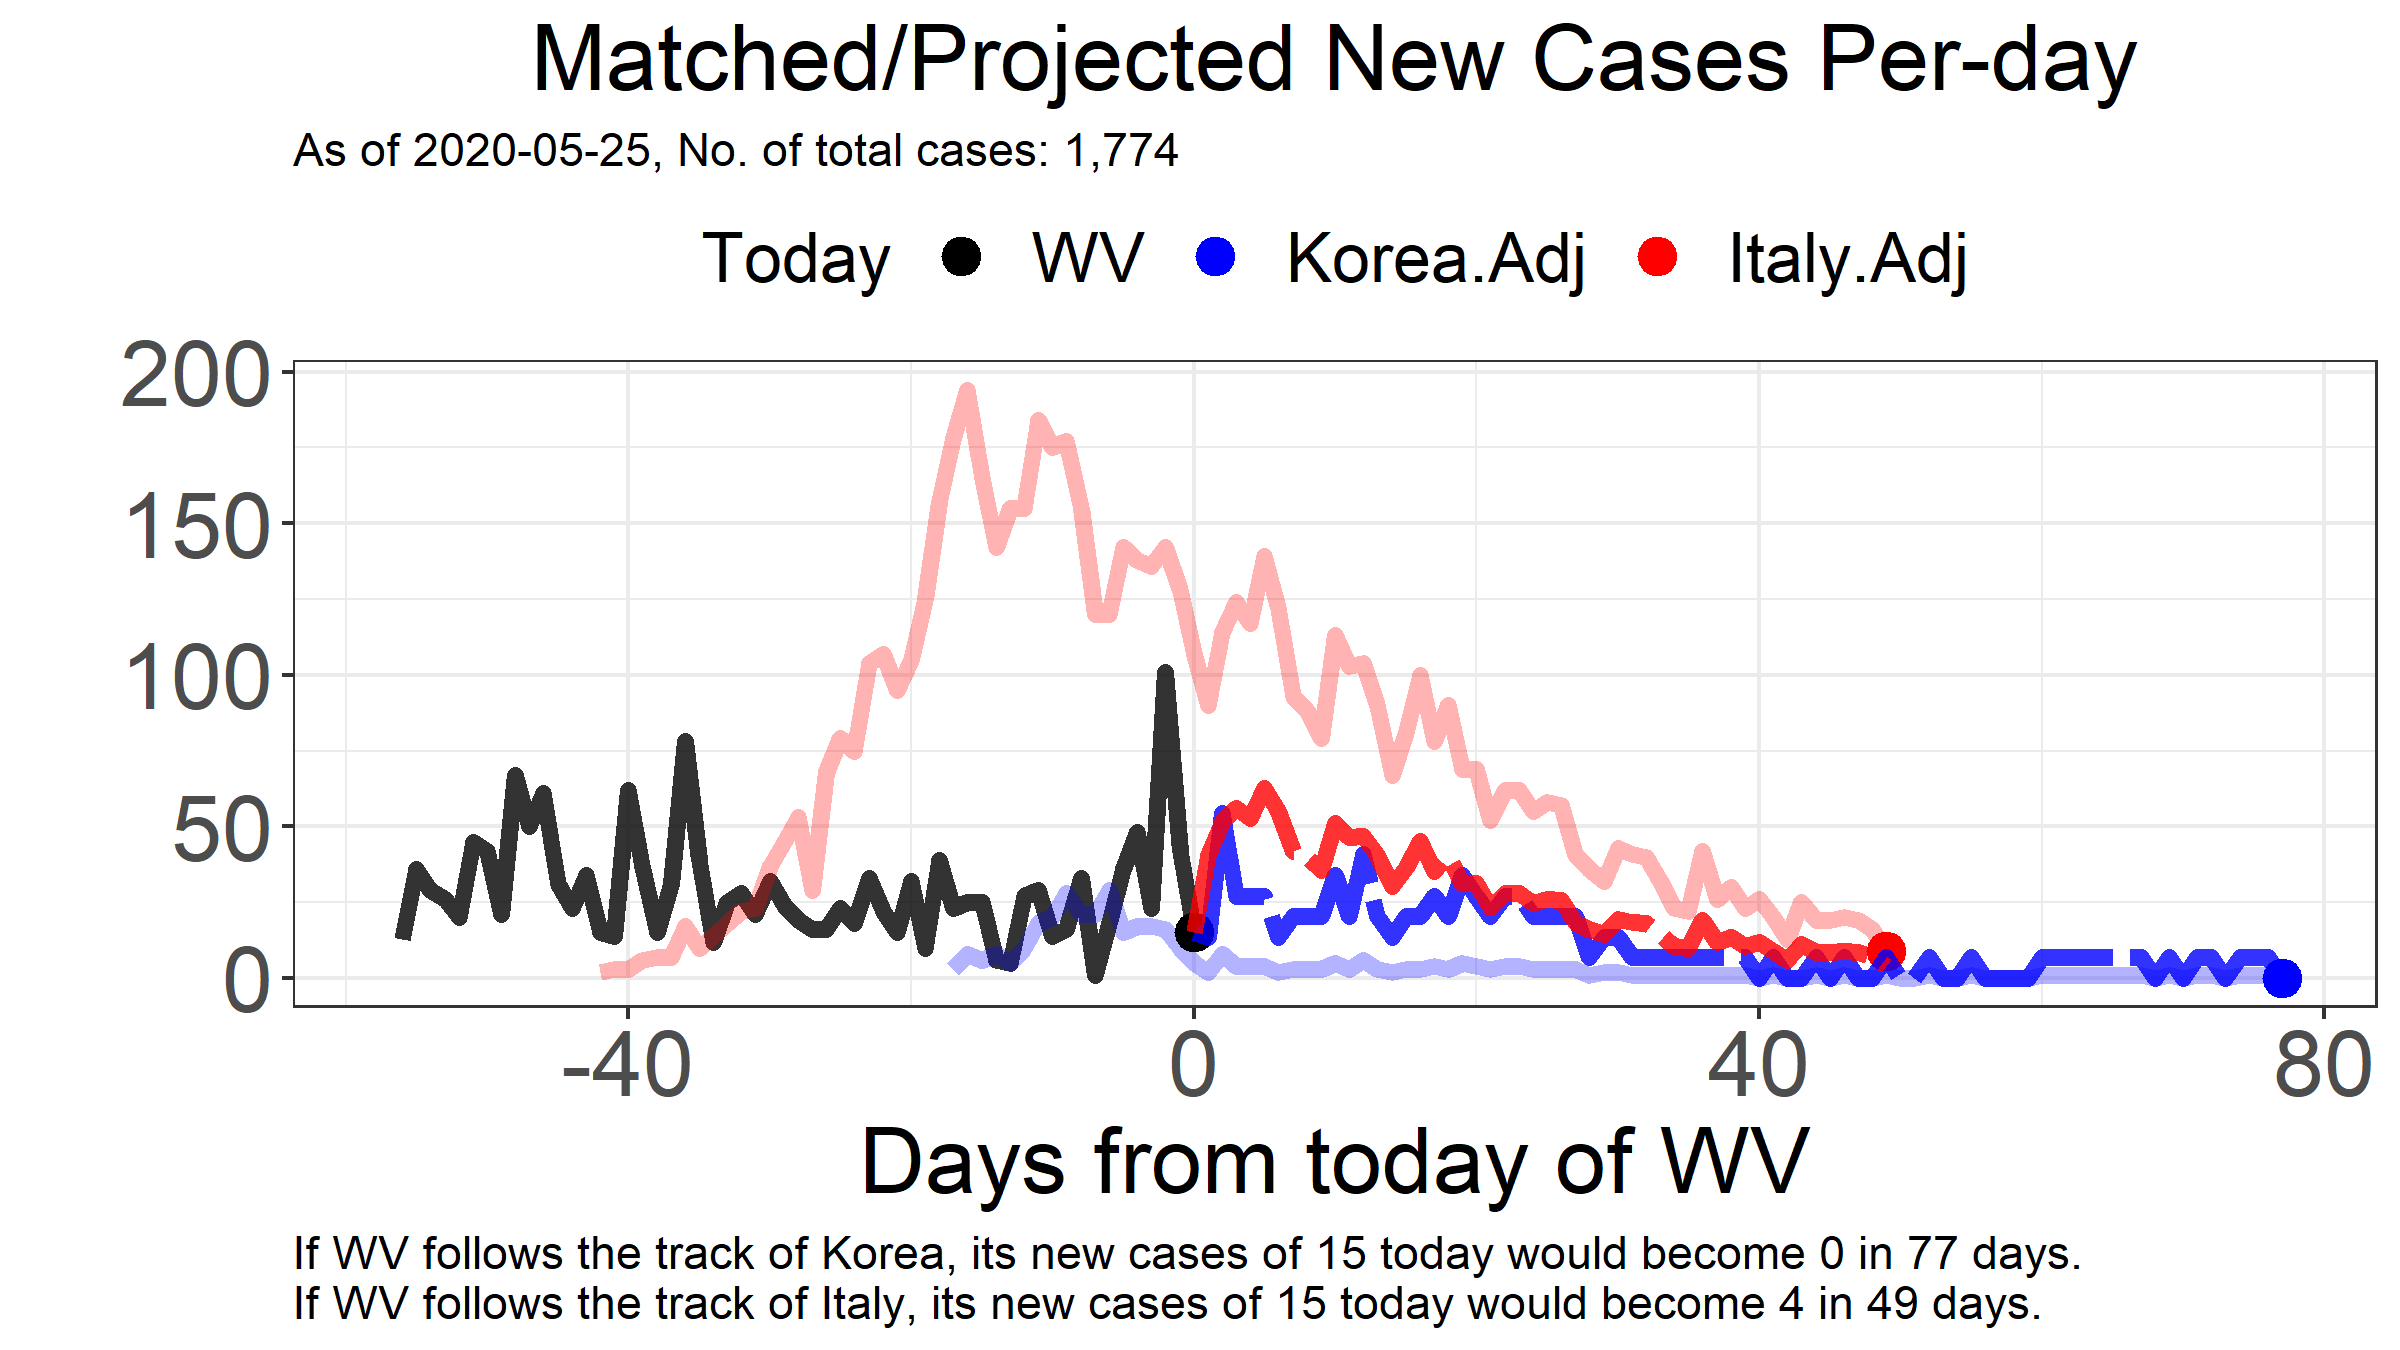 Matched/Projected New Cases Per-day
As of 2020-05-25, No. of total cases: 1,774
Today WV Korea.Adj Italy.Adj
200
150
100
50
0
-40 0 40 80
Days from today of WV
If WV follows the track of Korea, its new cases of 15 today would become 0 in 77 days.
If WV follows the track of Italy, its new cases of 15 today would become 4 in 49 days.